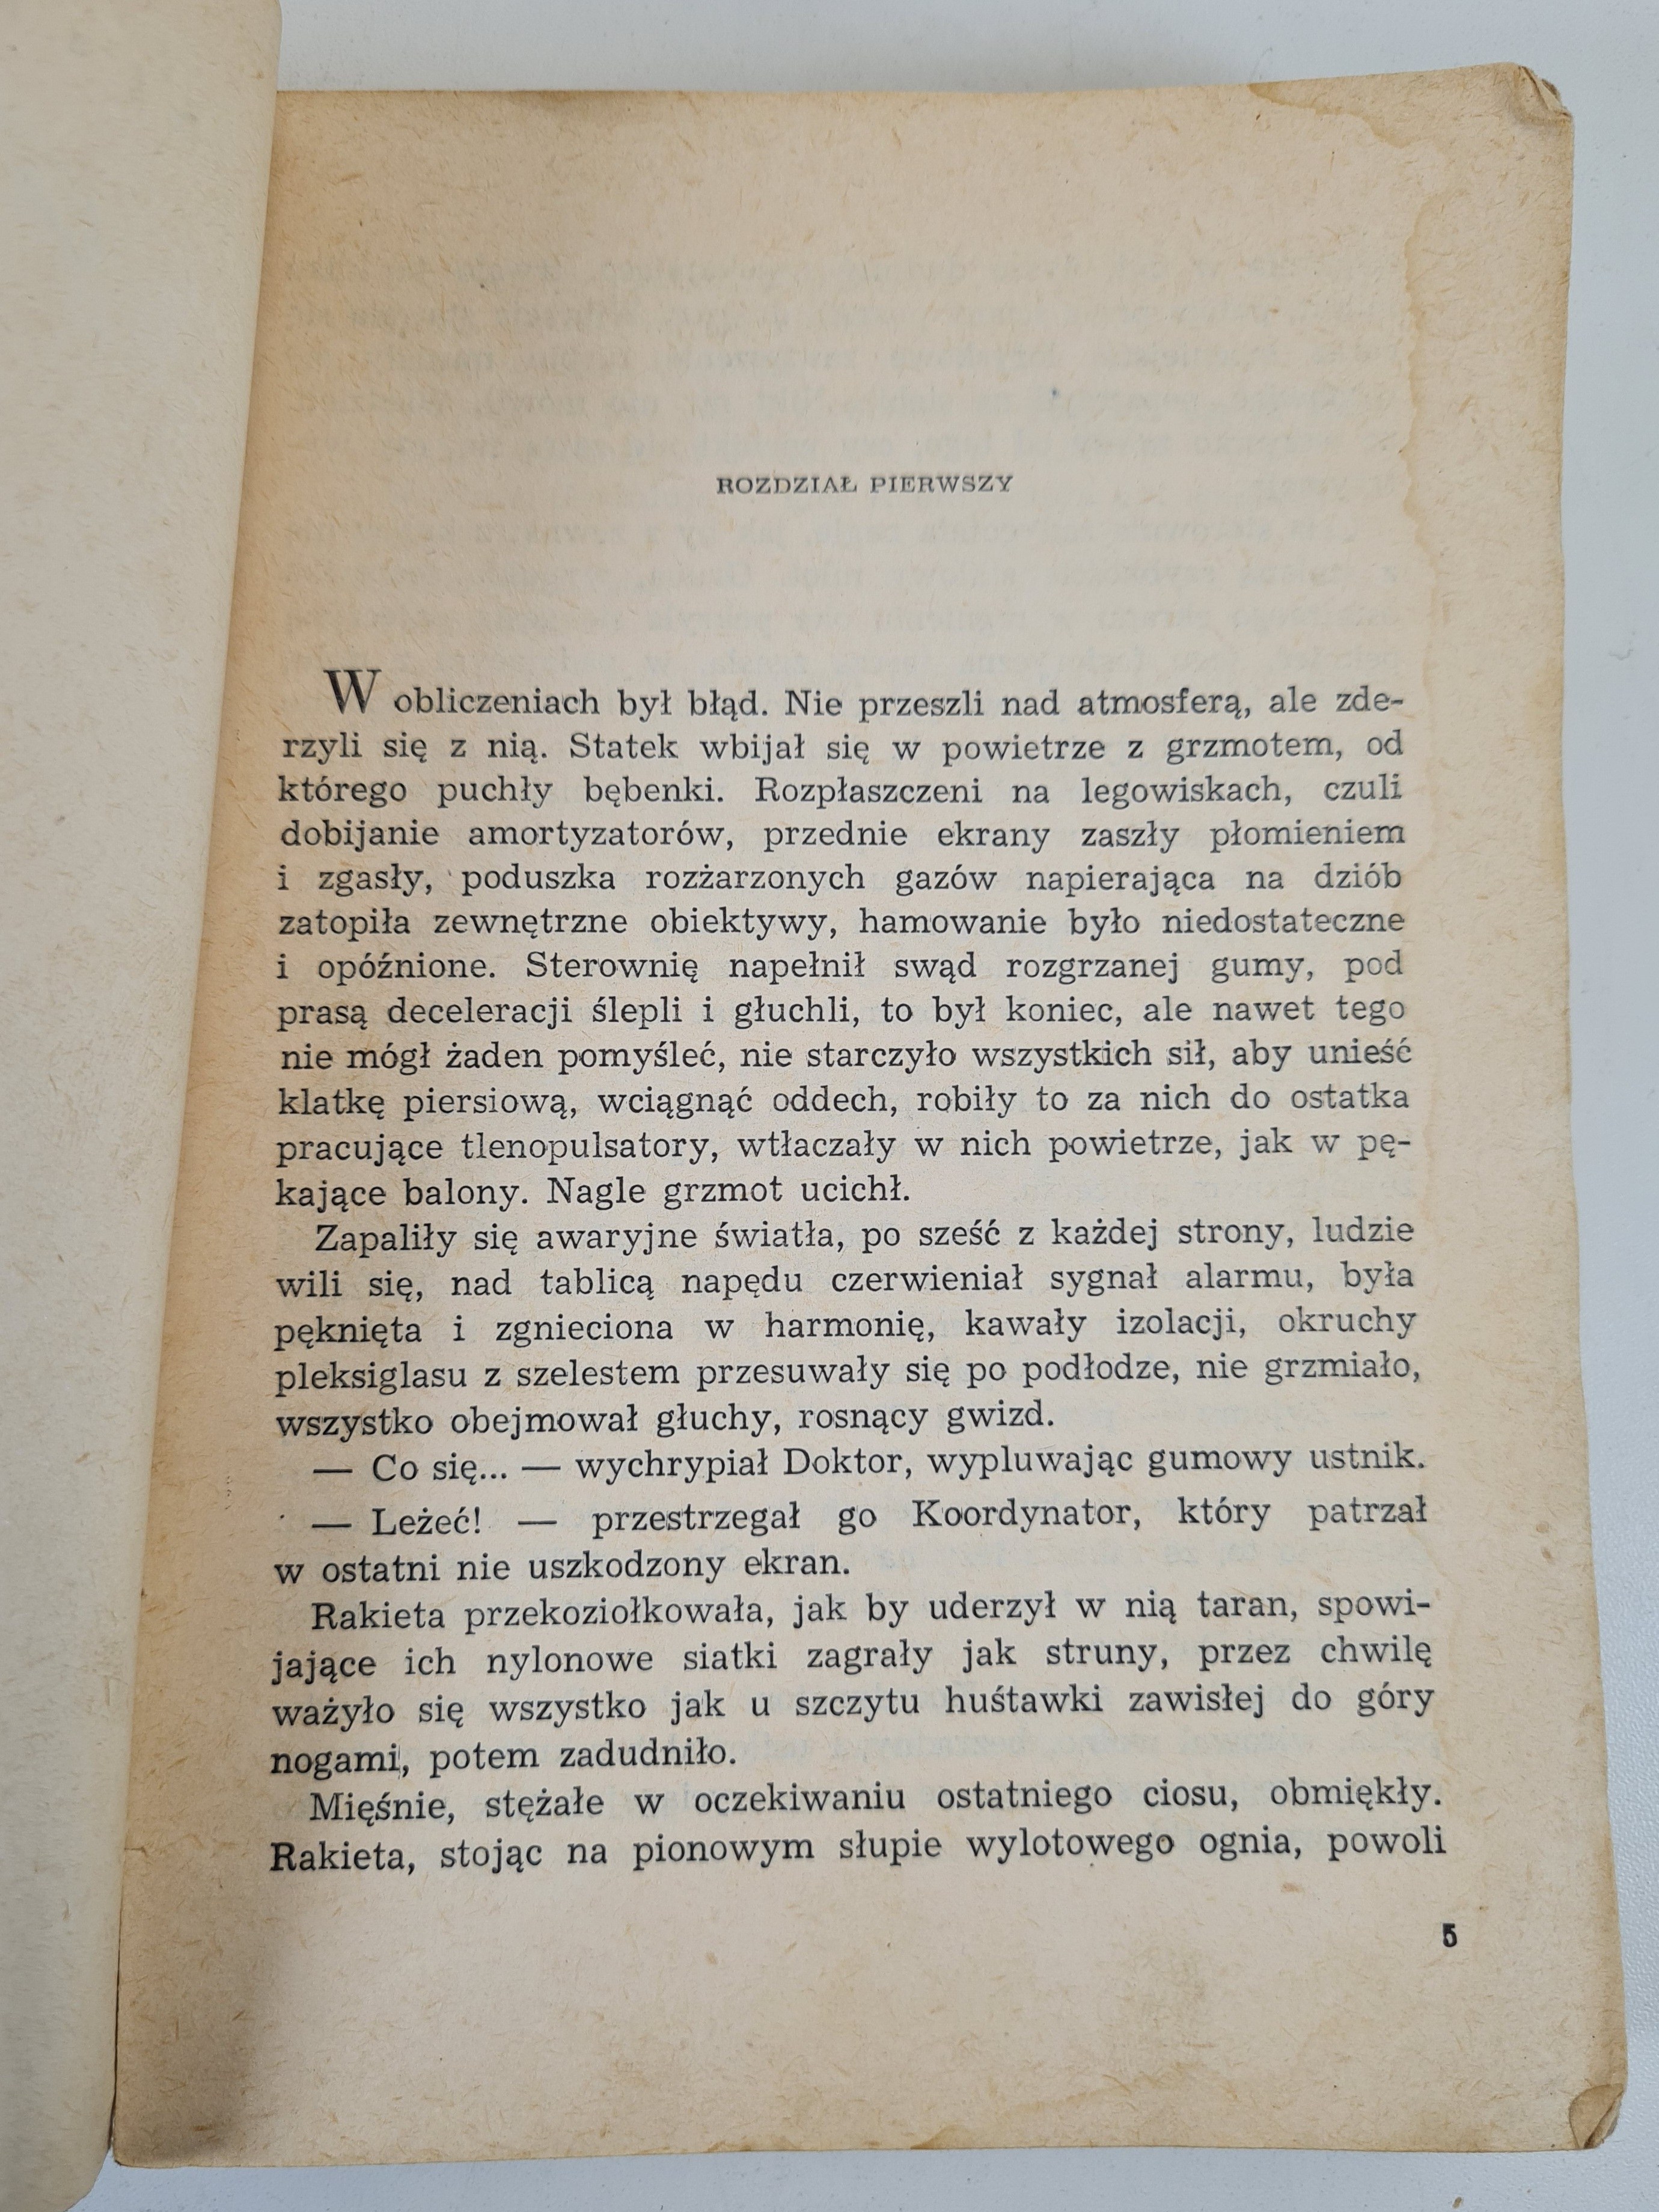 ROZDZIAŁ PIERWSZY
W obliczeniach był błąd. Nie przeszli nad atmosferą, ale zde-
rzyli się z nią. Statek wbijał się w powietrze z grzmotem, od
którego puchły bębenki. Rozpłaszczeni na legowiskach, czuli
dobijanie amortyzatorów, przednie ekrany zaszły płomieniem
i zgasły, poduszka rozżarzonych gazów napierająca na dziób
zatopiła zewnętrzne obiektywy, hamowanie było niedostateczne
i opóźnione. Sterownię napełnił swąd rozgrzanej gumy, pod
prasą deceleracji ślepli i głuchli, to był koniec, ale nawet tego
nie mógł żaden pomyśleć, nie starczyło wszystkich sił, aby unieść
klatkę piersiową, wciągnąć oddech, robiły to za nich do ostatka
pracujące tlenopulsatory, wtłaczały w nich powietrze, jak w pę-
kające balony. Nagle grzmot ucichł.
Zapaliły się awaryjne światła, po sześć z każdej strony, ludzie
wili się, nad tablicą napędu czerwieniał sygnał alarmu, była
pęknięta i zgnieciona w harmonię, kawały izolacji, okruchy
pleksiglasu z szelestem przesuwały się po podłodze, nie grzmiało,
wszystko obejmował głuchy, rosnący gwizd.
— Co się... — wychrypiał Doktor, wypluwając gumowy ustnik.
— Leżeć! — przestrzegał go Koordynator, który patrzał
w ostatni nie uszkodzony ekran.
Rakieta przekoziołkowała, jak by uderzył w nią taran, spowi-
jające ich nylonowe siatki zagrały jak struny, przez chwilę
ważyło się wszystko jak u szczytu huśtawki zawisłej do góry
nogami, potem zadudniło.
Mięśnie, stężałe w oczekiwaniu ostatniego ciosu, obmiękły.
Rakieta, stojąc na pionowym słupie wylotowego ognia, powoli
5